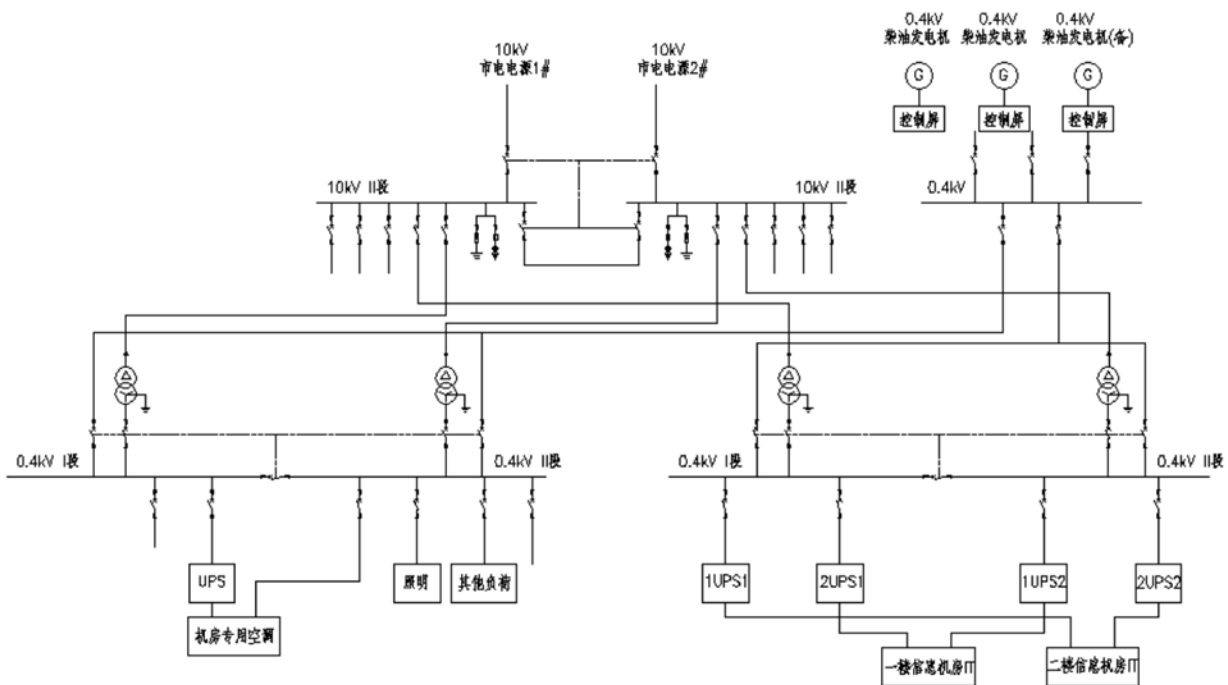 0.4kV
柴油发电机
0.4kV
柴油发电机
0.4kV
柴油发电机(备)
10kV
市电电源1#
10kV
市电电源2#
G
G
G
控制屏
控制屏
控制屏
10kV II段
10kV II段
0.4kV
0.4kV I段
0.4kV II段
0.4kV I段
0.4kV II段
UPS
照明
其他负荷
1UPS1
2UPS1
1UPS2
2UPS2
机房专用空调
一楼信息机房IT
二楼信息机房IT